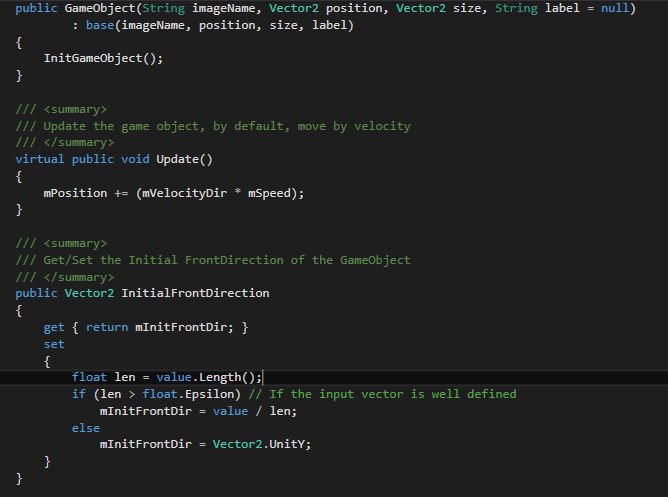 public GameObject(String imageName, Vector2 position, Vector2 size, String label = null)
: base(imageName, position, size, label)
{
InitGameObject();
}
/// <summary>
/// Update the game object, by default, move by velocity
/// </summary>
virtual public void Update()
{
mPosition += (mVelocityDir * mSpeed);
}
/// <summary>
/// Get/Set the Initial FrontDirection of the GameObject
/// </summary>
public Vector2 InitialFrontDirection
{
get { return mInitFrontDir; }
set
{
float len = value.Length();
if (len > float.Epsilon) // If the input vector is well defined
mInitFrontDir = value / len;
else
mInitFrontDir = Vector2.UnitY;
}
}